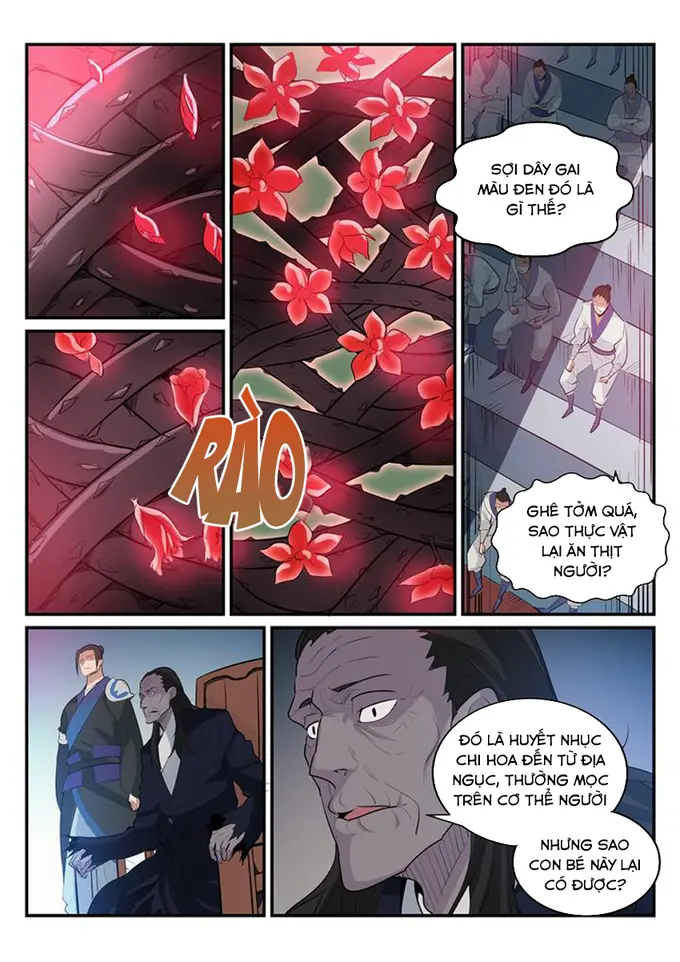 SỢI DÂY GAI
MÀU ĐEN ĐÓ LÀ
GÌ THẾ?
RÀO
GHÊ TỞM QUÁ,
SAO THỰC VẬT
LẠI ĂN THỊT
NGƯỜI?
ĐÓ LÀ HUYẾT NHỤC
CHI HOA ĐẾN TỪ ĐỊA
NGỤC, THƯỜNG MỌC
TRÊN CƠ THỂ NGƯỜI
NHƯNG SAO
CON BÉ NÀY LẠI
CÓ ĐƯỢC?